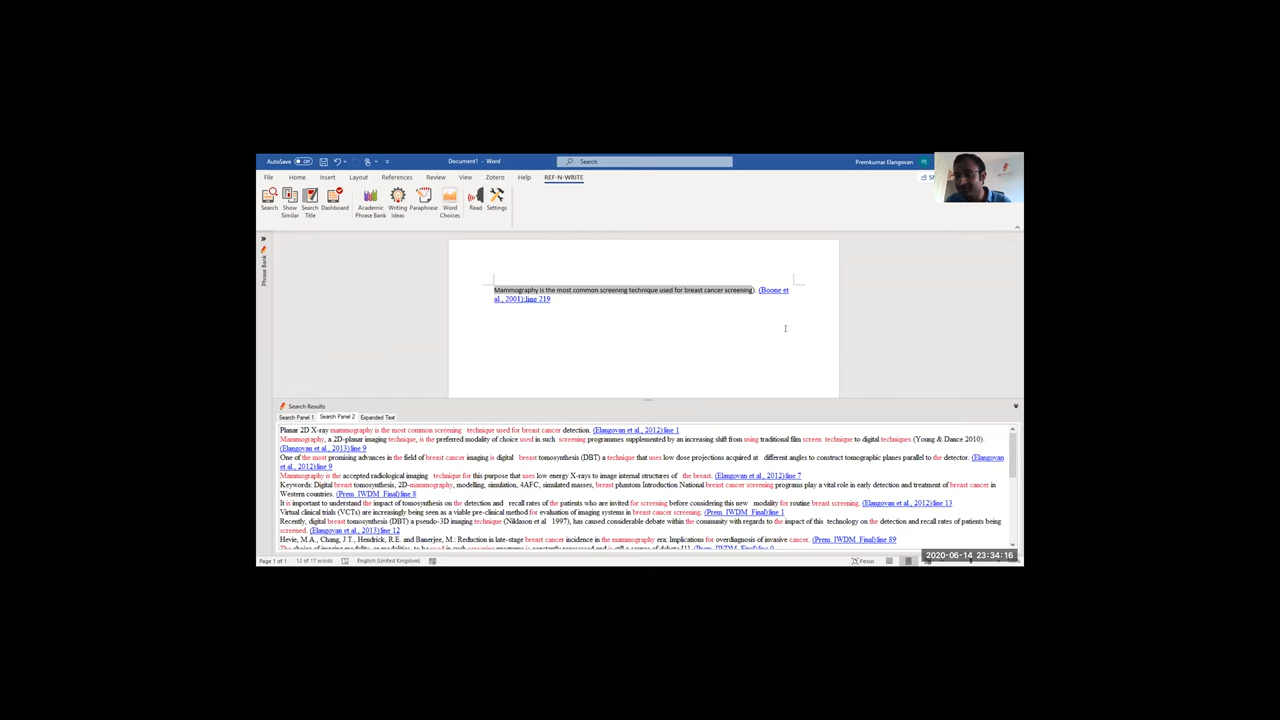 AutoSave Off Document1 - Word Search Premkumar Elangovan PE
File Home Insert Layout References Review View Zotero Help REF-N-WRITE Sh
Search Show Similar Search Title Dashboard Academic Phrase Bank Writing Ideas Paraphrase Word Choices Read Settings
Phrase Bank
Mammography is the most common screening technique used for breast cancer screening). (Boone et
al., 2001);line 219
Search Results
Search Panel 1 Search Panel 2 Expanded Text
Planar 2D X-ray mammography is the most common screening technique used for breast cancer detection. (Elangovan et al., 2012)/line 1
Mammography, a 2D-planar imaging technique, is the preferred modality of choice used in such screening programmes supplemented by an increasing shift from using traditional film screen technique to digital techniques (Young & Dance 2010).
(Elangovan et al., 2013)/line 9
One of the most promising advances in the field of breast cancer imaging is digital breast tomosynthesis (DBT) a technique that uses low dose projections acquired at different angles to construct tomographic planes parallel to the detector. (Elangovan
et al., 2012)/line 9
Mammography is the accepted radiological imaging technique for this purpose that uses low energy X-rays to image internal structures of the breast. (Elangovan et al., 2012)/line 7
Keywords: Digital breast tomosynthesis, 2D-mammography, modelling, simulation, 4AFC, simulated masses, breast phantom Introduction National breast cancer screening programs play a vital role in early detection and treatment of breast cancer in
Western countries. (Prem_IWDM_Final)/line 8
It is important to understand the impact of tomosynthesis on the detection and recall rates of the patients who are invited for screening before considering this new modality for routine breast screening. (Elangovan et al., 2012)/line 13
Virtual clinical trials (VCTs) are increasingly being seen as a viable pre-clinical method for evaluation of imaging systems in breast cancer screening. (Prem_IWDM_Final)/line 1
Recently, digital breast tomosynthesis (DBT) a pseudo-3D imaging technique (Niklason et al 1997), has caused considerable debate within the community with regards to the impact of this technology on the detection and recall rates of patients being
screened. (Elangovan et al., 2013)/line 12
Hevie, M.A., Chang, J.T., Hendrick, R.E. and Banerjee, M.: Reduction in late-stage breast cancer incidence in the mammography era: Implications for overdiagnosis of invasive cancer. (Prem_IWDM_Final)/line 89
2020-06-14 23:34:16
Page 1 of 1 12 of 17 words English (United Kingdom) Focus